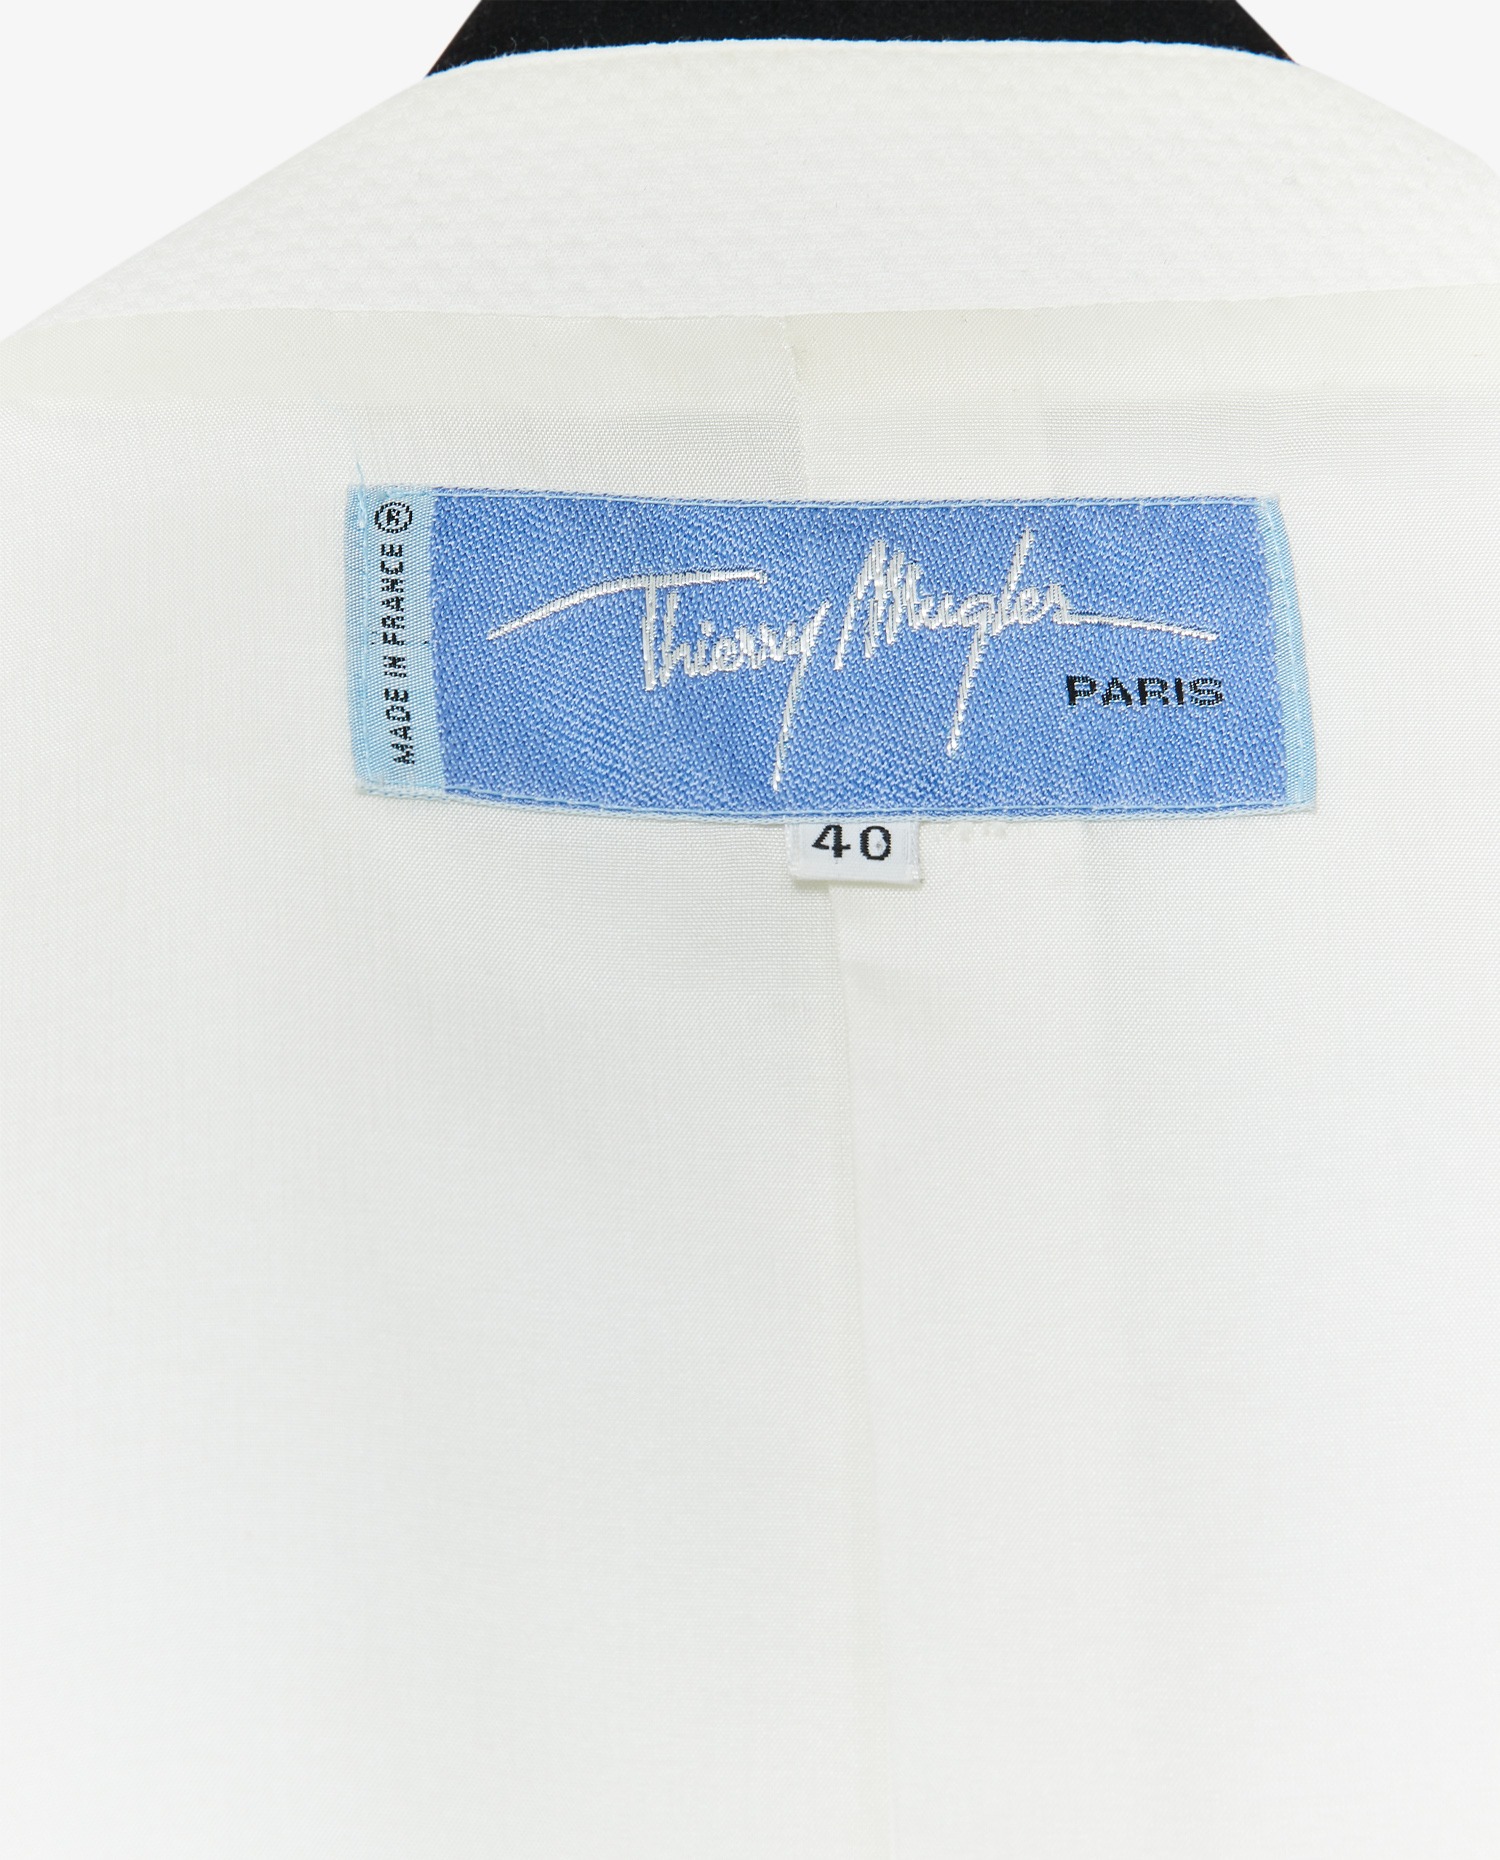 MADE IN FRANCE ®
Thierry Mugler
PARIS
40